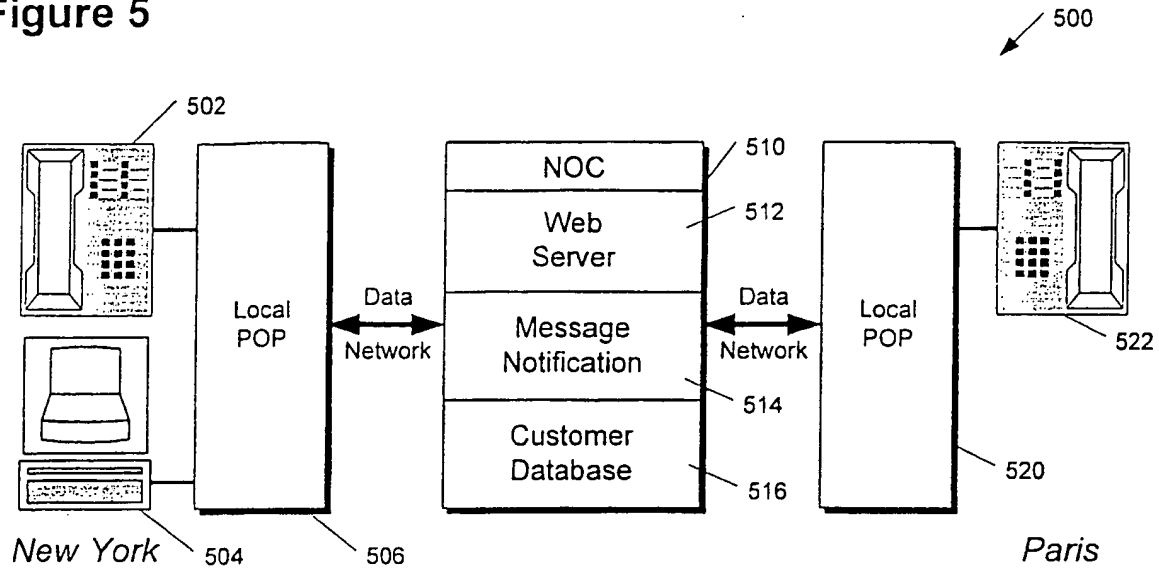 Figure 5
500
502
510
NOC
512
Web
Server
Local
POP
Data
Network
Message
Notification
Data
Network
Local
POP
522
514
Customer
Database
516
520
New York
504
506
Paris